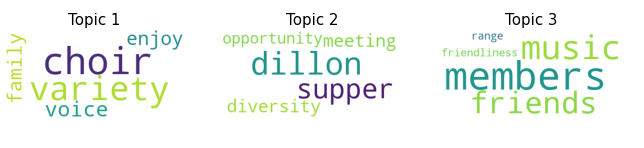 Topic 1
enjoy
family
choir
variety
voice
Topic 2
opportunity
meeting
dillon
supper
diversity
Topic 3
range
music
friendliness
members
friends